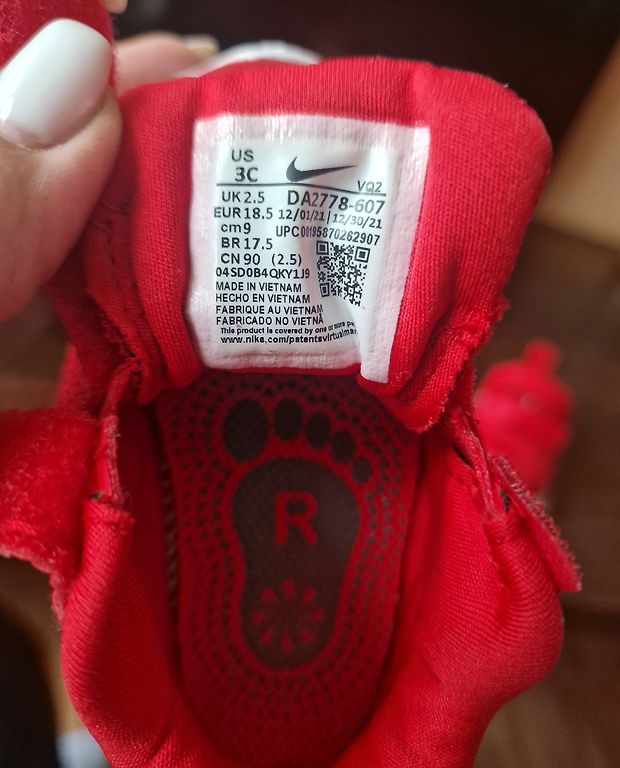 US
3C
VQ2
UK 2.5 DA2778-607
EUR 18.5 12/01/21 | 12/30/21
cm 9 UPC 00195870262907
BR 17.5
CN 90 (2.5)
04SD0B4QKY1J9
MADE IN VIETNAM
HECHO EN VIETNAM
FABRIQUE AU VIETNAM
FABRICADO NO VIETNÃ
This product is covered by one or more
www.nike.com/patents
R